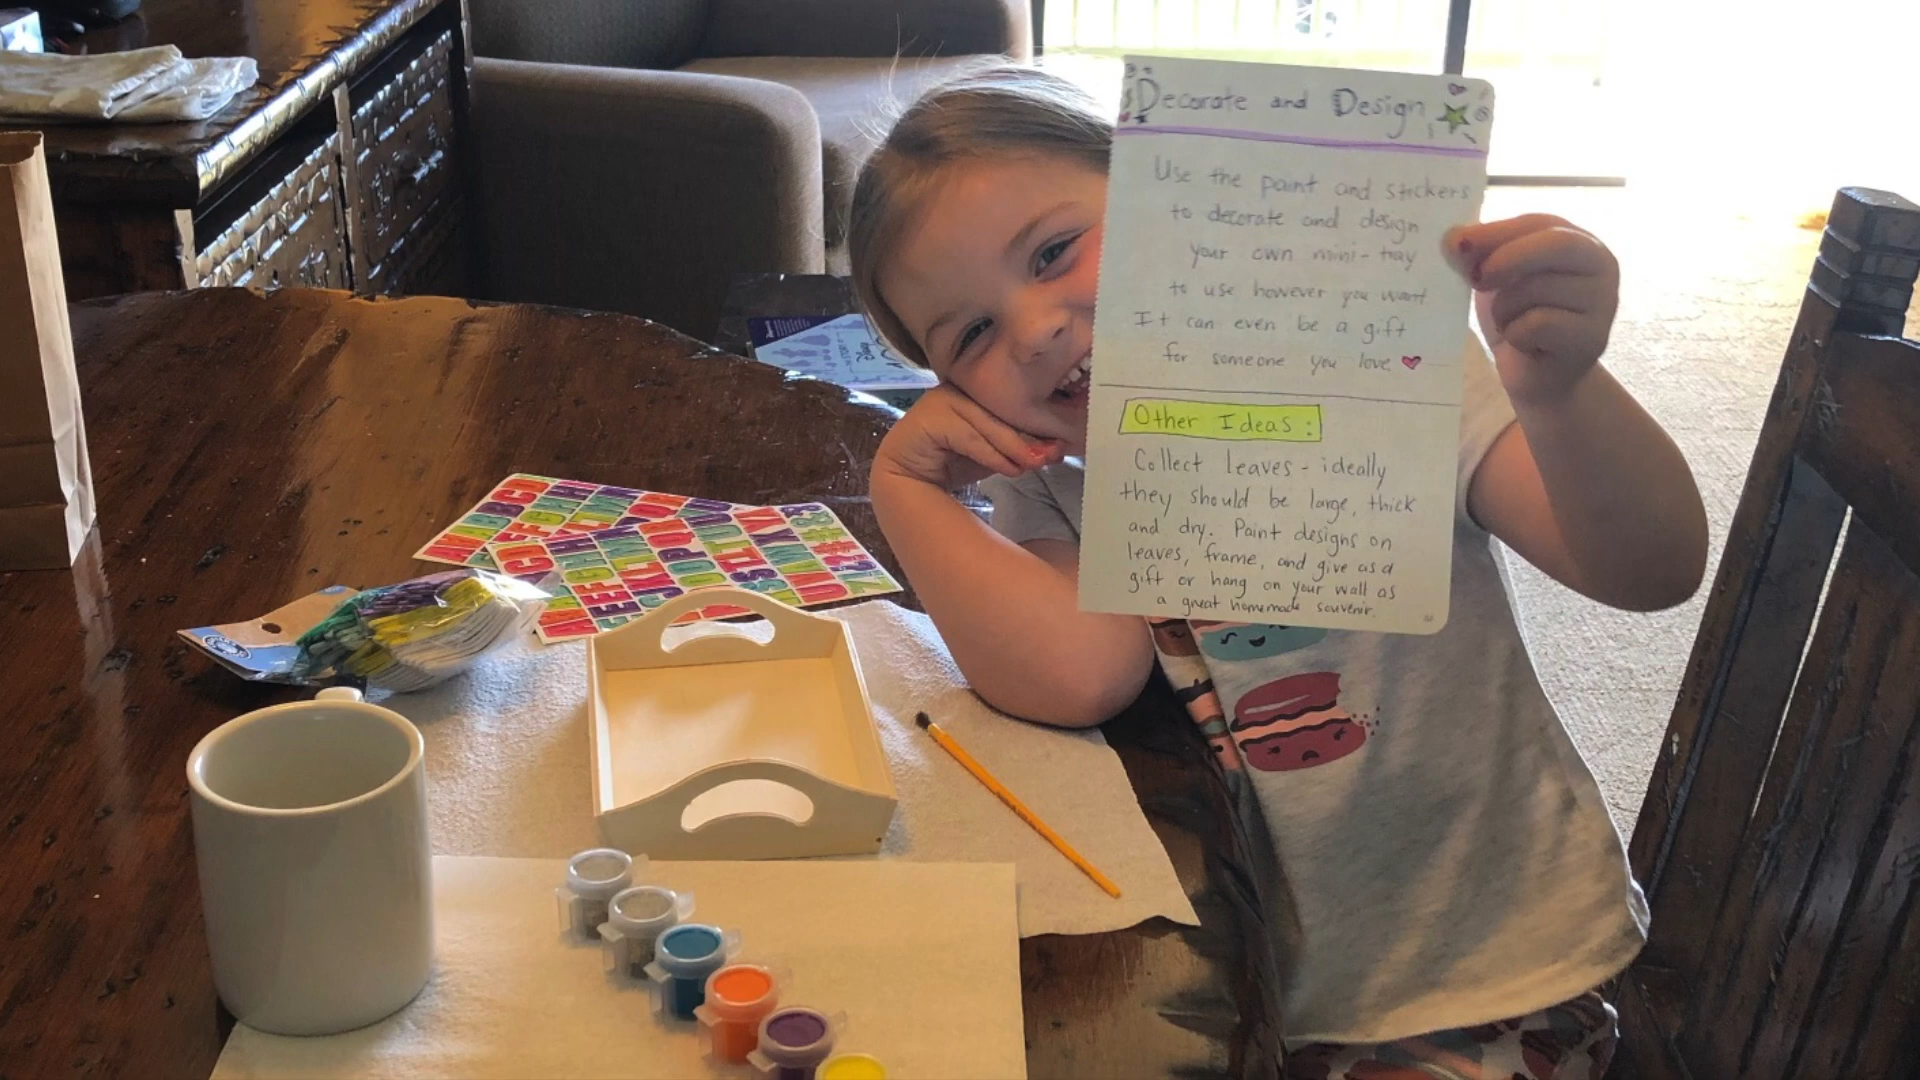 Decorate and Design
Use the paint and stickers
to decorate and design
your own mini-tray
to use however you want
It can even be a gift
for someone you love
Other Ideas:
Collect leaves - ideally
they should be large, thick
and dry. Paint designs on
leaves, frame, and give as a
gift or hang on your wall as
a great homemade souvenir.